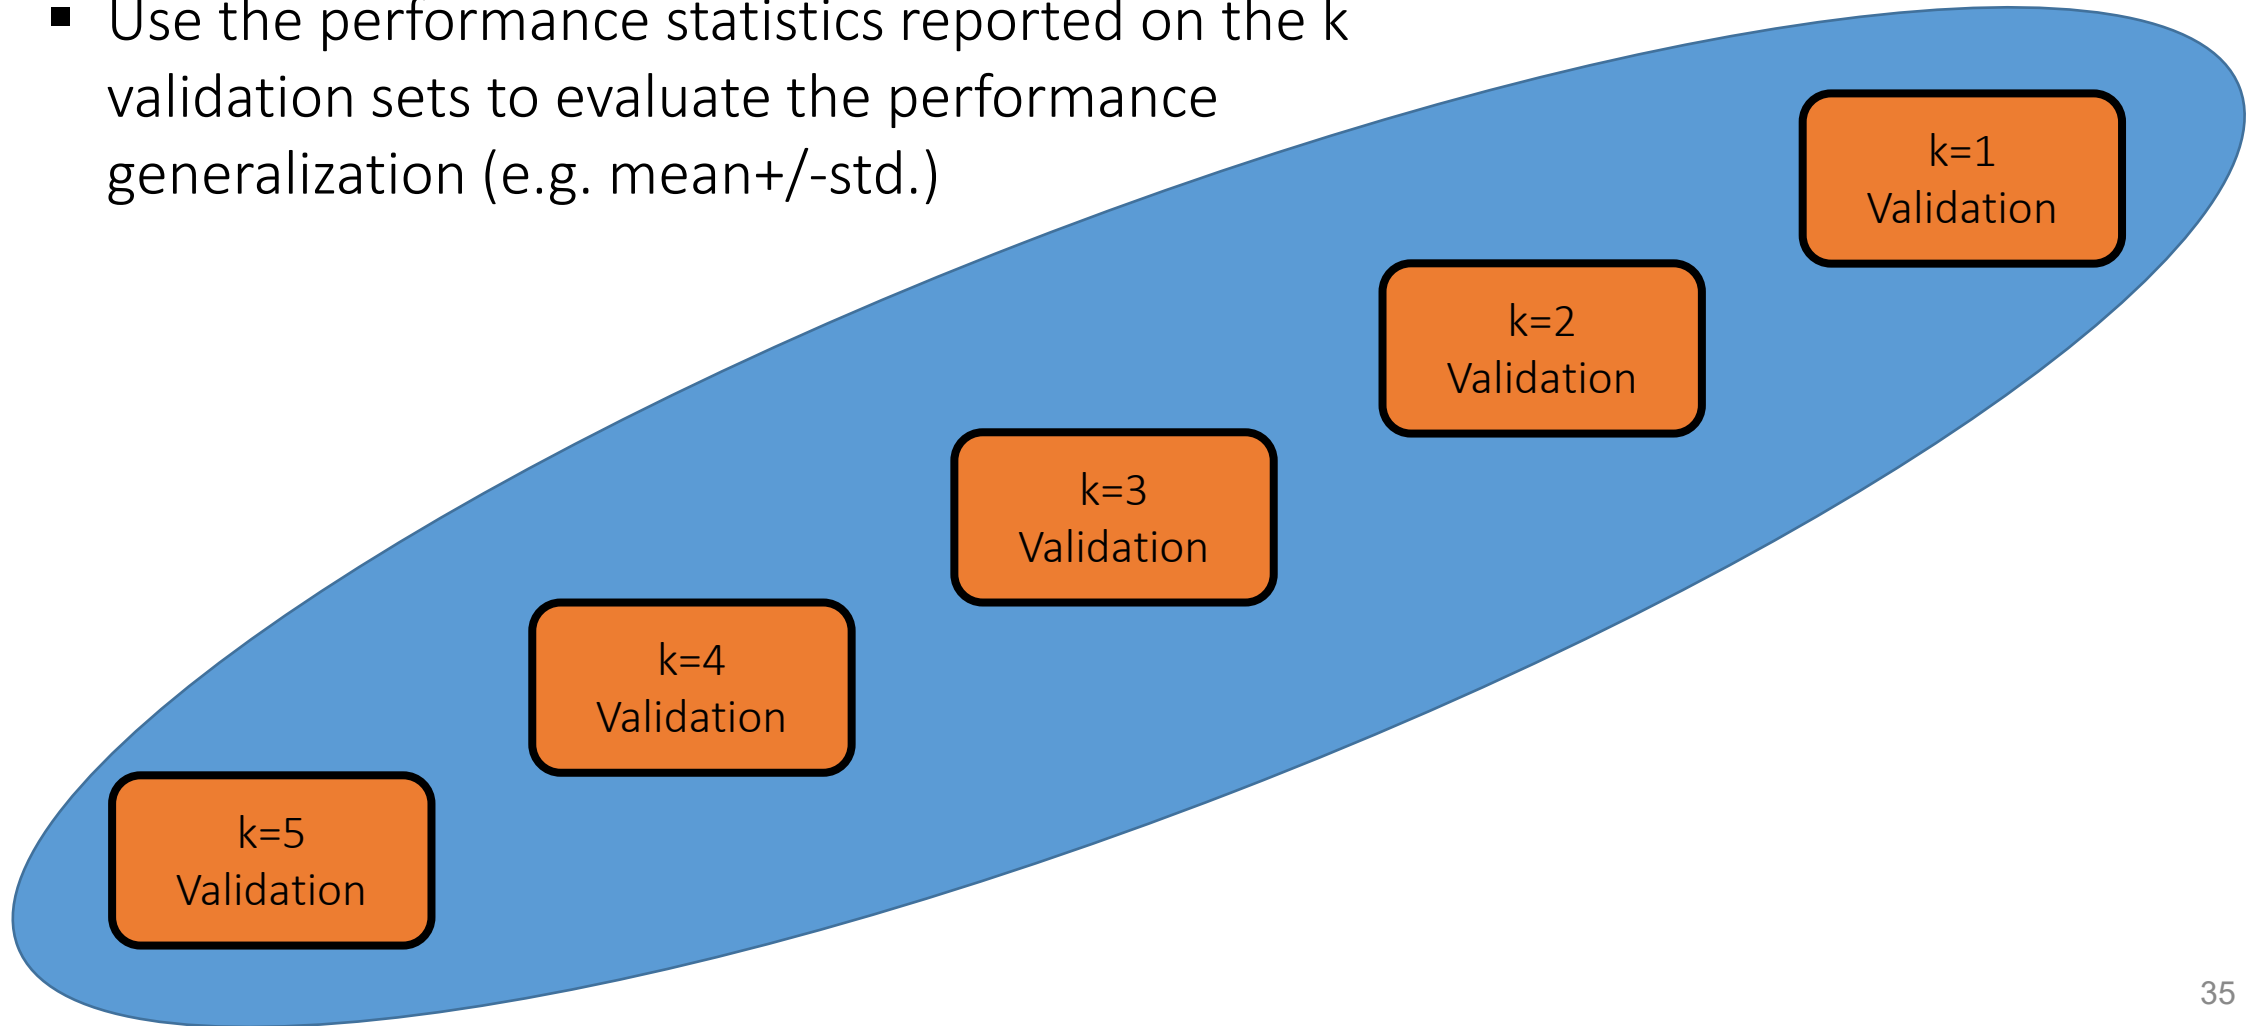 ▪ Use the performance statistics reported on the k
validation sets to evaluate the performance
generalization (e.g. mean+/-std.)
k=1
Validation
k=2
Validation
k=3
Validation
k=4
Validation
k=5
Validation
35